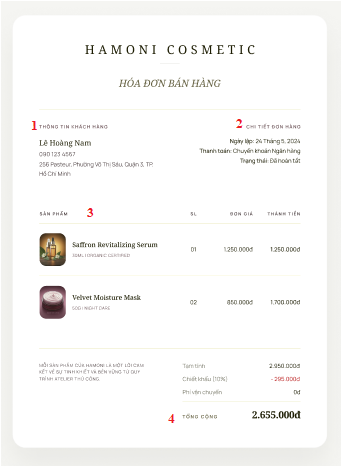 HAMONI COSMETIC
HÓA ĐƠN BÁN HÀNG
1 THÔNG TIN KHÁCH HÀNG
Lê Hoàng Nam
090 123 4567
256 Pasteur, Phường Võ Thị Sáu, Quận 3, TP.
Hồ Chí Minh
2 CHI TIẾT ĐƠN HÀNG
Ngày lập: 24 Tháng 5, 2024
Thanh toán: Chuyển khoản Ngân hàng
Trạng thái: Đã hoàn tất
SẢN PHẨM 3 SL ĐƠN GIÁ THÀNH TIỀN
Saffron Revitalizing Serum 01 1.250.000đ 1.250.000đ
30ML | ORGANIC CERTIFIED
Velvet Moisture Mask 02 850.000đ 1.700.000đ
50G | NIGHT CARE
MỖI SẢN PHẨM CỦA HAMONI LÀ MỘT LỜI CAM
KẾT VỀ SỰ TINH KHIẾT VÀ BỀN VỮNG TỪ QUY
TRÌNH ATELIER THỦ CÔNG.
Tạm tính 2.950.000đ
Chiết khấu (10%) - 295.000đ
Phí vận chuyển 0đ
4 TỔNG CỘNG 2.655.000đ